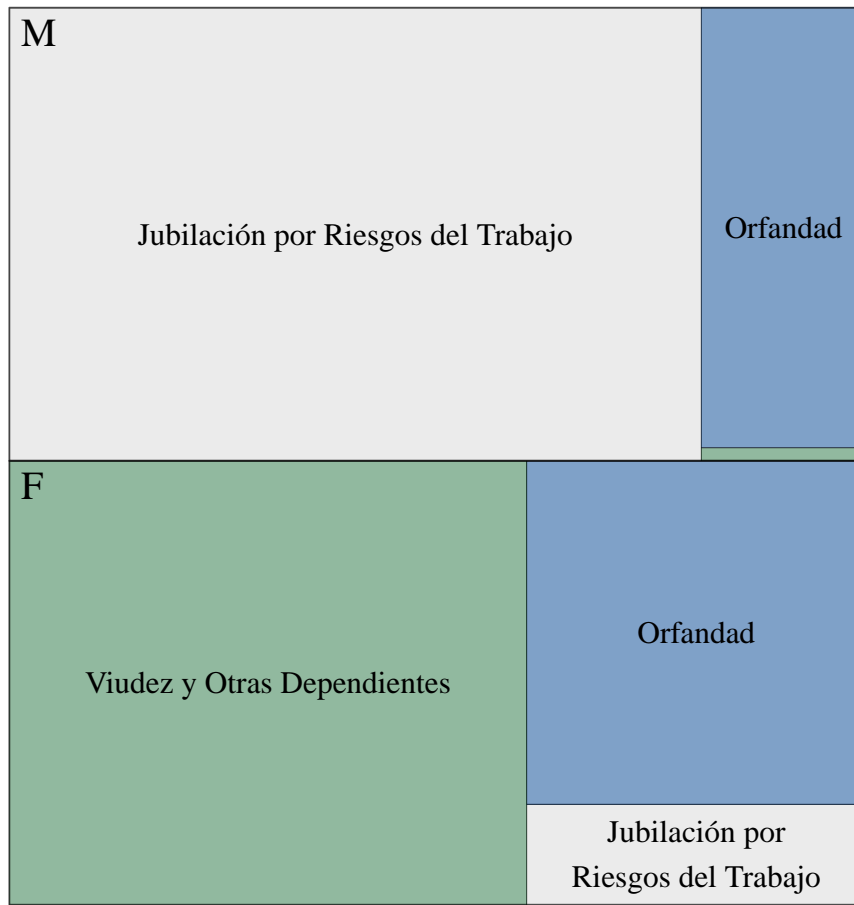 M
Jubilación por Riesgos del Trabajo
Orfandad
F
Viudez y Otras Dependientes
Orfandad
Jubilación por
Riesgos del Trabajo